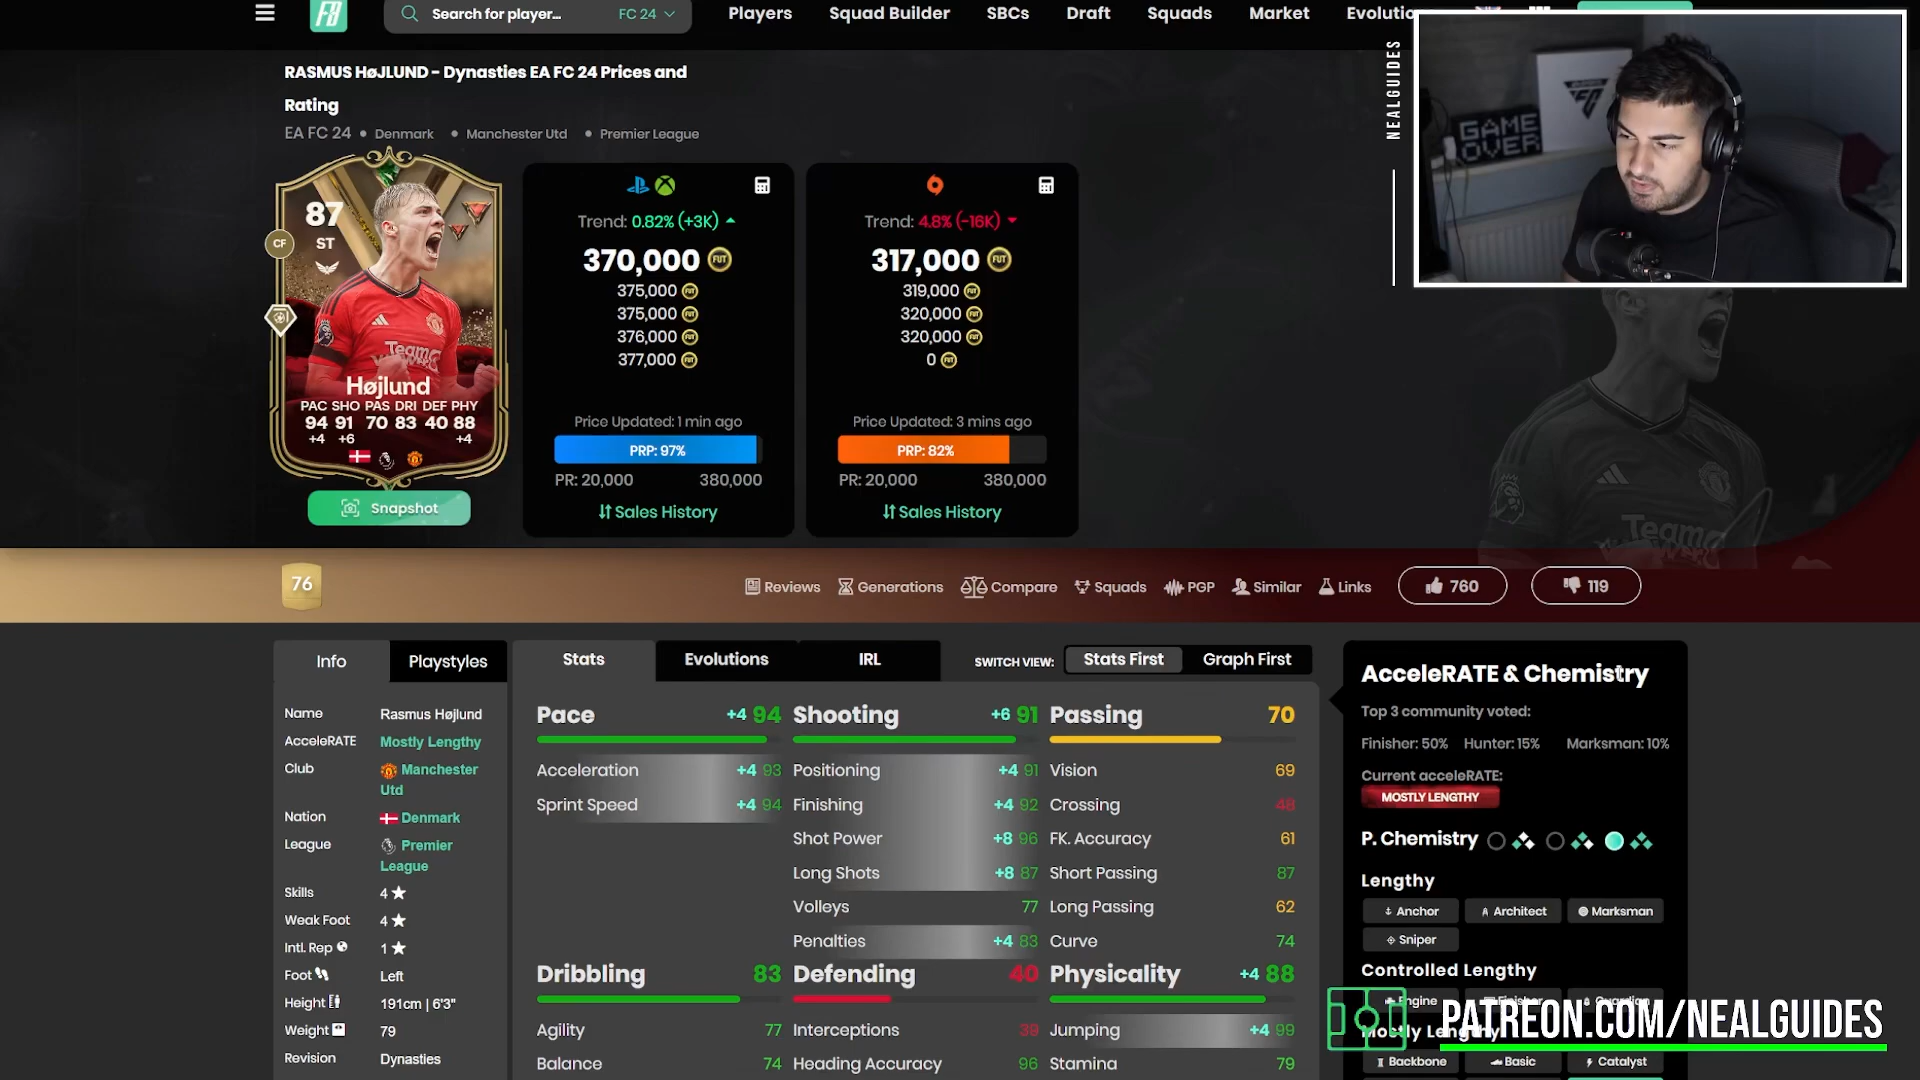 Search for player...
FC 24
Players
Squad Builder
SBCs
Draft
Squads
Market
NEALGUIDES
GAME
OVER
RASMUS HøJLUND - Dynasties EA FC 24 Prices and
Rating
EA FC 24 • Denmark • Manchester Utd • Premier League
87
ST
CF
Højlund
PAC SHO PAS DRI DEF PHY
94 91 70 83 40 88
+4 +6 +4
Snapshot
Trend: 0.82% (+3K)
370,000
375,000
375,000
376,000
377,000
Price Updated: 1 min ago
PRP: 97%
PR: 20,000 380,000
Sales History
Trend: 4.8% (-16K)
317,000
319,000
320,000
320,000
0
Price Updated: 3 mins ago
PRP: 82%
PR: 20,000 380,000
Sales History
76
Reviews Generations Compare Squads PGP Similar Links
760
119
Info
Playstyles
Name Rasmus Højlund
AcceleRATE Mostly Lengthy
Club Manchester
Utd
Nation Denmark
League Premier
League
Skills 4
Weak Foot 4
Intl. Rep 1
Foot Left
Height 191cm | 6'3"
Weight 79
Revision Dynasties
Stats
Evolutions
IRL
SWITCH VIEW:
Stats First
Graph First
Pace +4 94
Acceleration +4 93
Sprint Speed +4 94
Shooting +6 91
Positioning +4 91
Finishing +4 92
Shot Power +8 96
Long Shots +8 87
Volleys 77
Penalties +4 83
Passing 70
Vision 69
Crossing 48
FK. Accuracy 61
Short Passing 87
Long Passing 62
Curve 74
Dribbling 83
Agility 77
Balance 74
Defending 40
Interceptions 39
Heading Accuracy 96
Physicality +4 88
Jumping +4 99
Stamina 79
AcceleRATE & Chemistry
Top 3 community voted:
Finisher: 50% Hunter: 15% Marksman: 10%
Current acceleRATE:
MOSTLY LENGTHY
P. Chemistry
Lengthy
Anchor Architect Marksman
Sniper
Controlled Lengthy
Engine Finisher Guardian
Mostly Lengthy
Backbone Basic Catalyst
PATREON.COM/NEALGUIDES